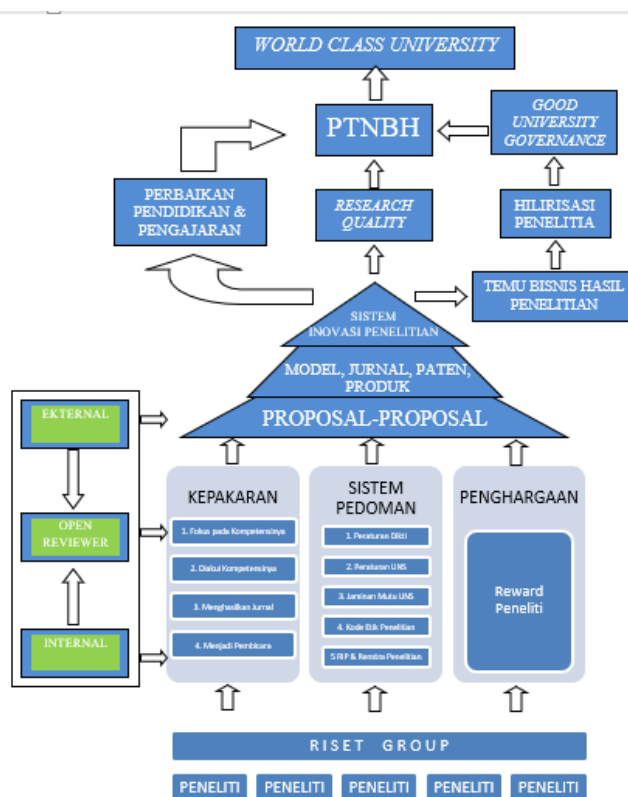 WORLD CLASS UNIVERSITY
PTNBH
GOOD
UNIVERSITY
GOVERNANCE
PERBAIKAN
PENDIDIKAN &
PENGAJARAN
RESEARCH
QUALITY
HILIRISASI
PENELITIA
TEMU BISNIS HASIL
PENELITIAN
SISTEM
INOVASI PENELITIAN
MODEL, JURNAL, PATEN,
PRODUK
PROPOSAL-PROPOSAL
EKTERNAL
OPEN
REVIEWER
INTERNAL
KEPAKARAN
1. Fokus pada Kompetensinya
2. Diakui Kompetensinya
3. Menghasilkan Jurnal
4. Menjadi Pembicara
SISTEM
PEDOMAN
1. Peraturan Dikti
2. Peraturan UNS
3. Jaminan Mutu UNS
4. Kode Etik Penelitian
5 RIP & Renstra Penelitian
PENGHARGAAN
Reward
Peneliti
RISET GROUP
PENELITI PENELITI PENELITI PENELITI PENELITI